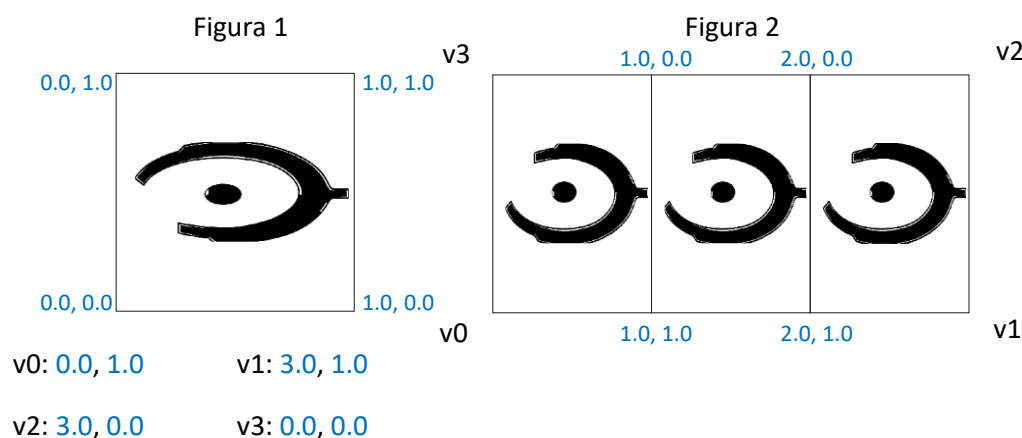 Figura 1
Figura 2
v3
v2
0.0, 1.0
1.0, 1.0
1.0, 0.0
2.0, 0.0
0.0, 0.0
1.0, 0.0
v0
v1
1.0, 1.0
2.0, 1.0
v0: 0.0, 1.0
v1: 3.0, 1.0
v2: 3.0, 0.0
v3: 0.0, 0.0